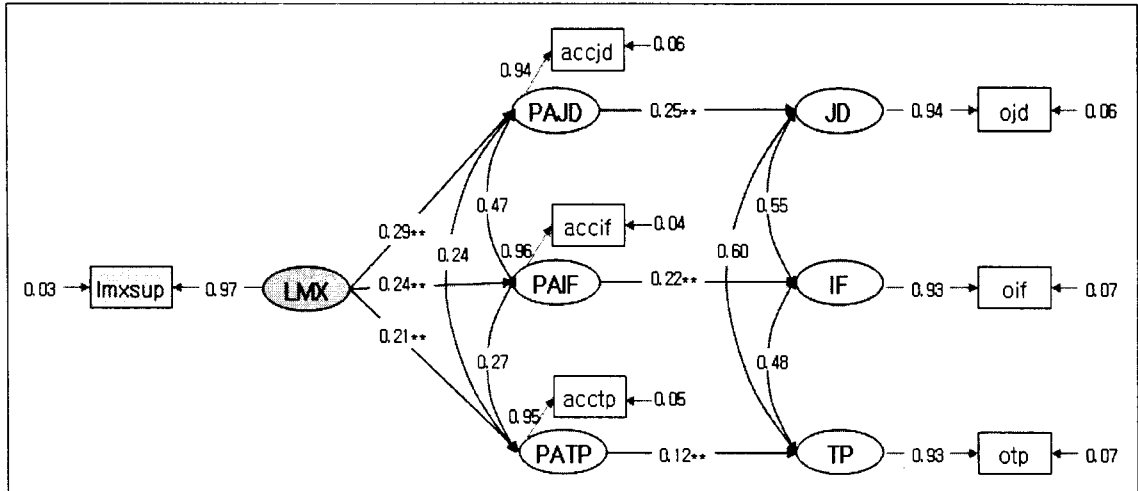 accjd
0.06
0.94
PAJD
0.25**
JD
0.94
ojd
0.06
0.47
0.55
0.29**
0.24
accif
0.04
0.96
0.60
0.03
lmxsup
0.97
LMX
0.24**
PAIF
0.22**
IF
0.93
oif
0.07
0.21**
0.27
0.48
acctp
0.05
0.95
PATP
0.12**
TP
0.93
otp
0.07